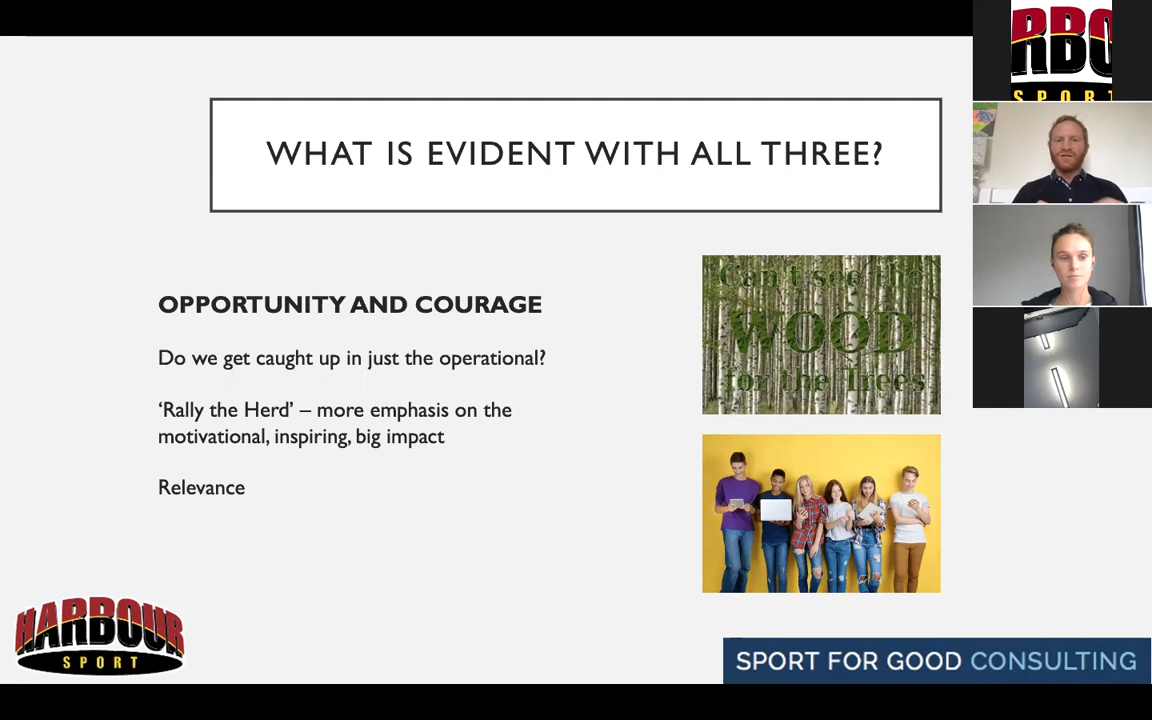 WHAT IS EVIDENT WITH ALL THREE?
OPPORTUNITY AND COURAGE
Do we get caught up in just the operational?
‘Rally the Herd’ – more emphasis on the
motivational, inspiring, big impact
Relevance
Can't see the
WOOD
for the Trees
HARBOUR
SPORT
SPORT FOR GOOD CONSULTING
RBO
SPORT